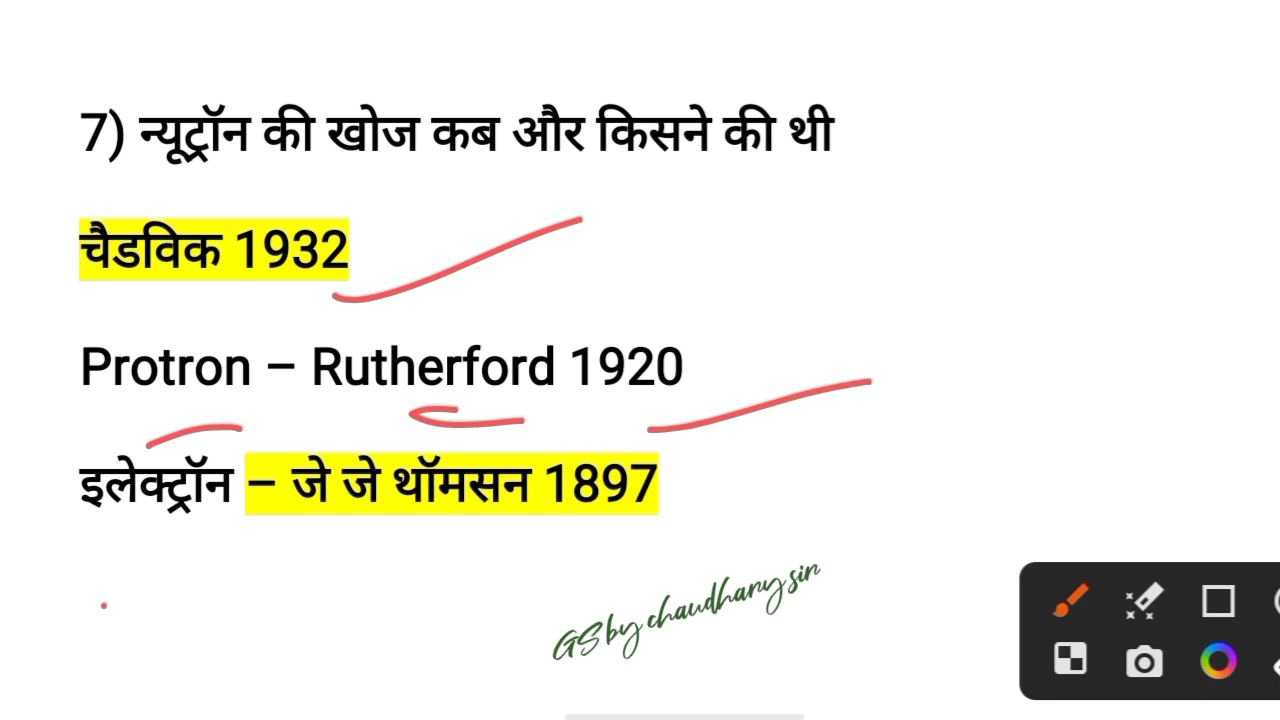 7) न्यूट्रॉन की खोज कब और किसने की थी
चैडविक 1932
Protron – Rutherford 1920
इलेक्ट्रॉन – जे जे थॉमसन 1897
GS by chaudhary sir